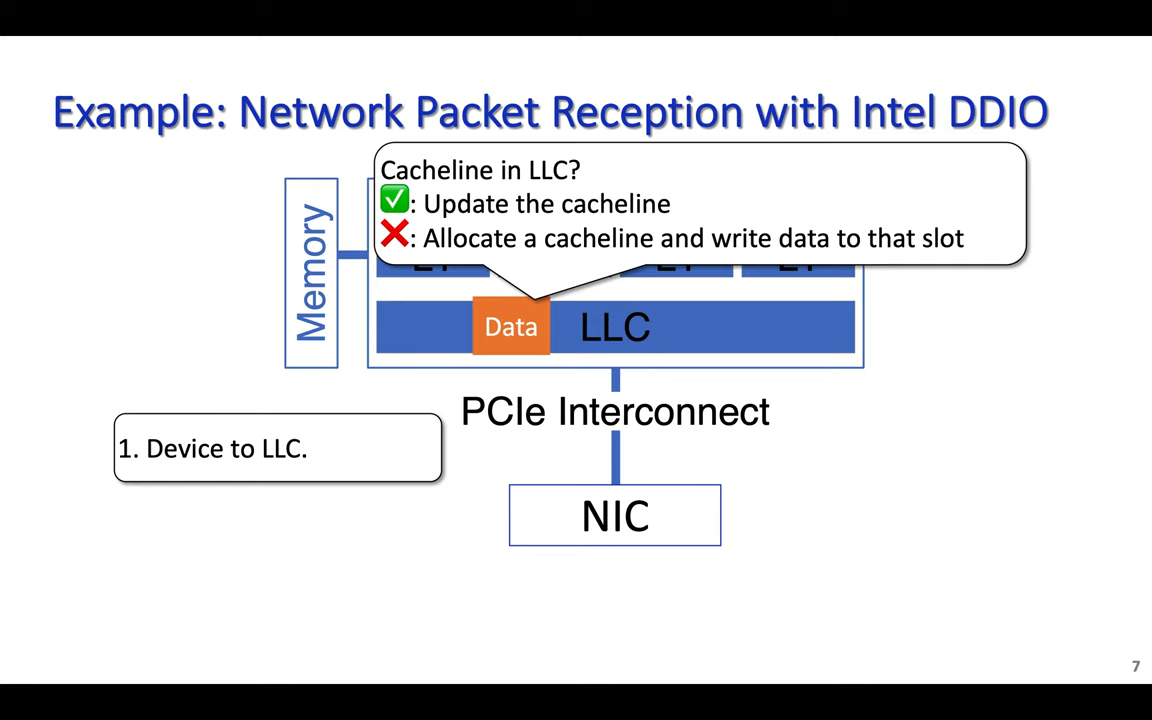 Example: Network Packet Reception with Intel DDIO
Cacheline in LLC?
✅: Update the cacheline
❌: Allocate a cacheline and write data to that slot
Memory
Data
LLC
PCIe Interconnect
1. Device to LLC.
NIC
7